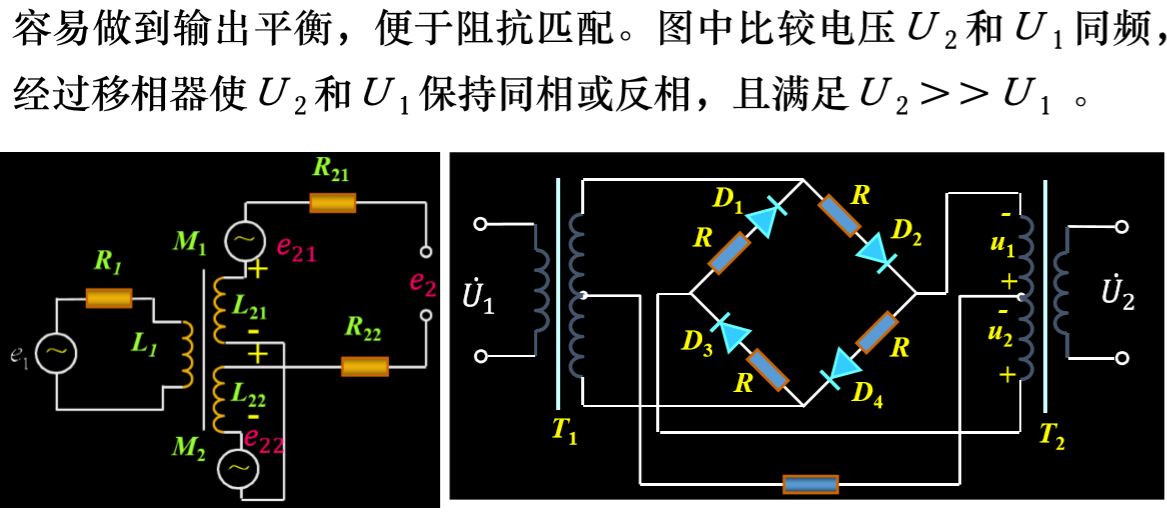 容易做到输出平衡，便于阻抗匹配。图中比较电压 U₂ 和 U₁ 同频，
经过移相器使 U₂ 和 U₁ 保持同相或反相，且满足 U₂ >> U₁ 。
R₂₁
M₁
e₂₁
+
R₁
L₂₁
e₂
-
R₂₂
e₁
L₁
+
L₂₂
-
M₂
e₂₂
D₁
R
D₂
R
U̇₁
D₃
R
R
D₄
T₁
-
u₁
+
-
u₂
+
U̇₂
T₂